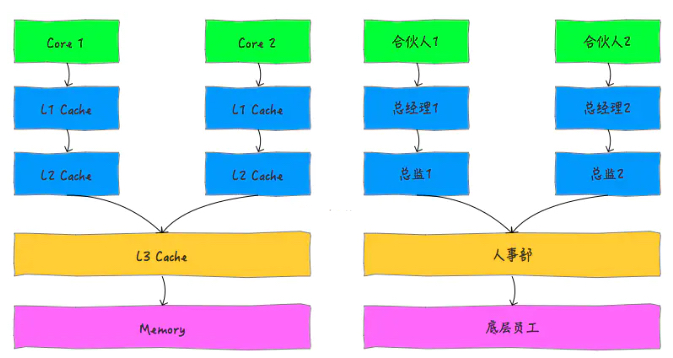 Core 1
Core 2
合伙人1
合伙人2
L1 Cache
L1 Cache
总经理1
总经理2
L2 Cache
L2 Cache
总监1
总监2
L3 Cache
人事部
Memory
底层员工